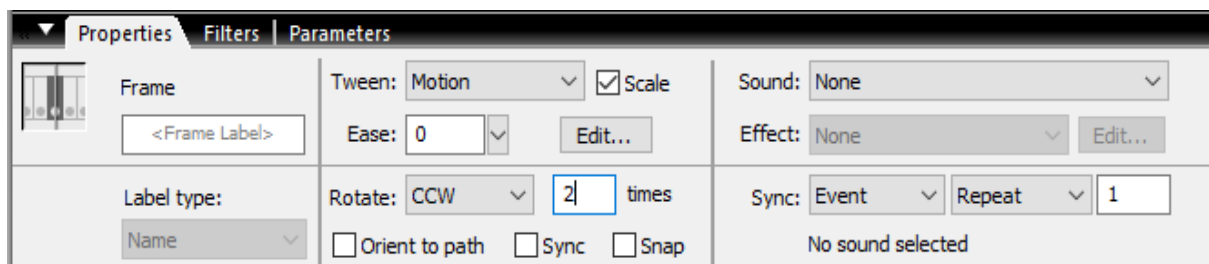 Properties Filters | Parameters
Frame Tween: Motion Scale Sound: None
<Frame Label> Ease: 0 Edit... Effect: None Edit...
Label type: Rotate: CCW 2 times Sync: Event Repeat 1
Name Orient to path Sync Snap No sound selected